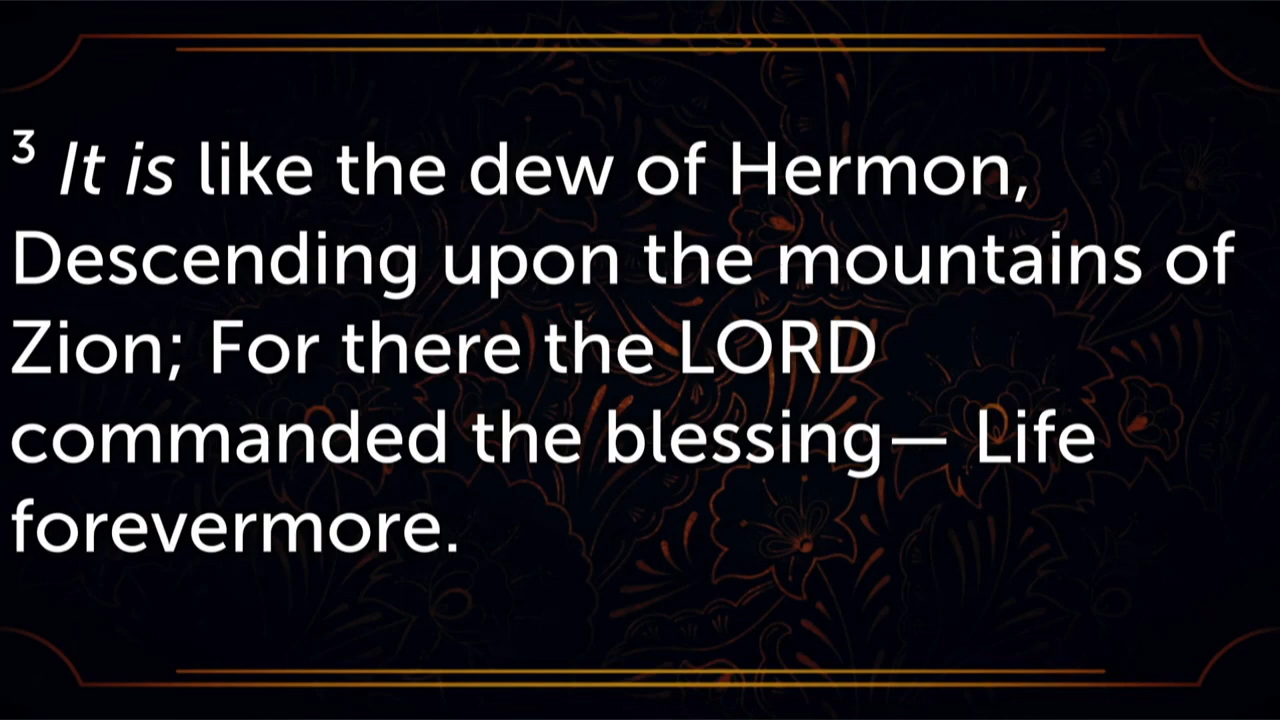 3 It is like the dew of Hermon,
Descending upon the mountains of
Zion; For there the LORD
commanded the blessing— Life
forevermore.